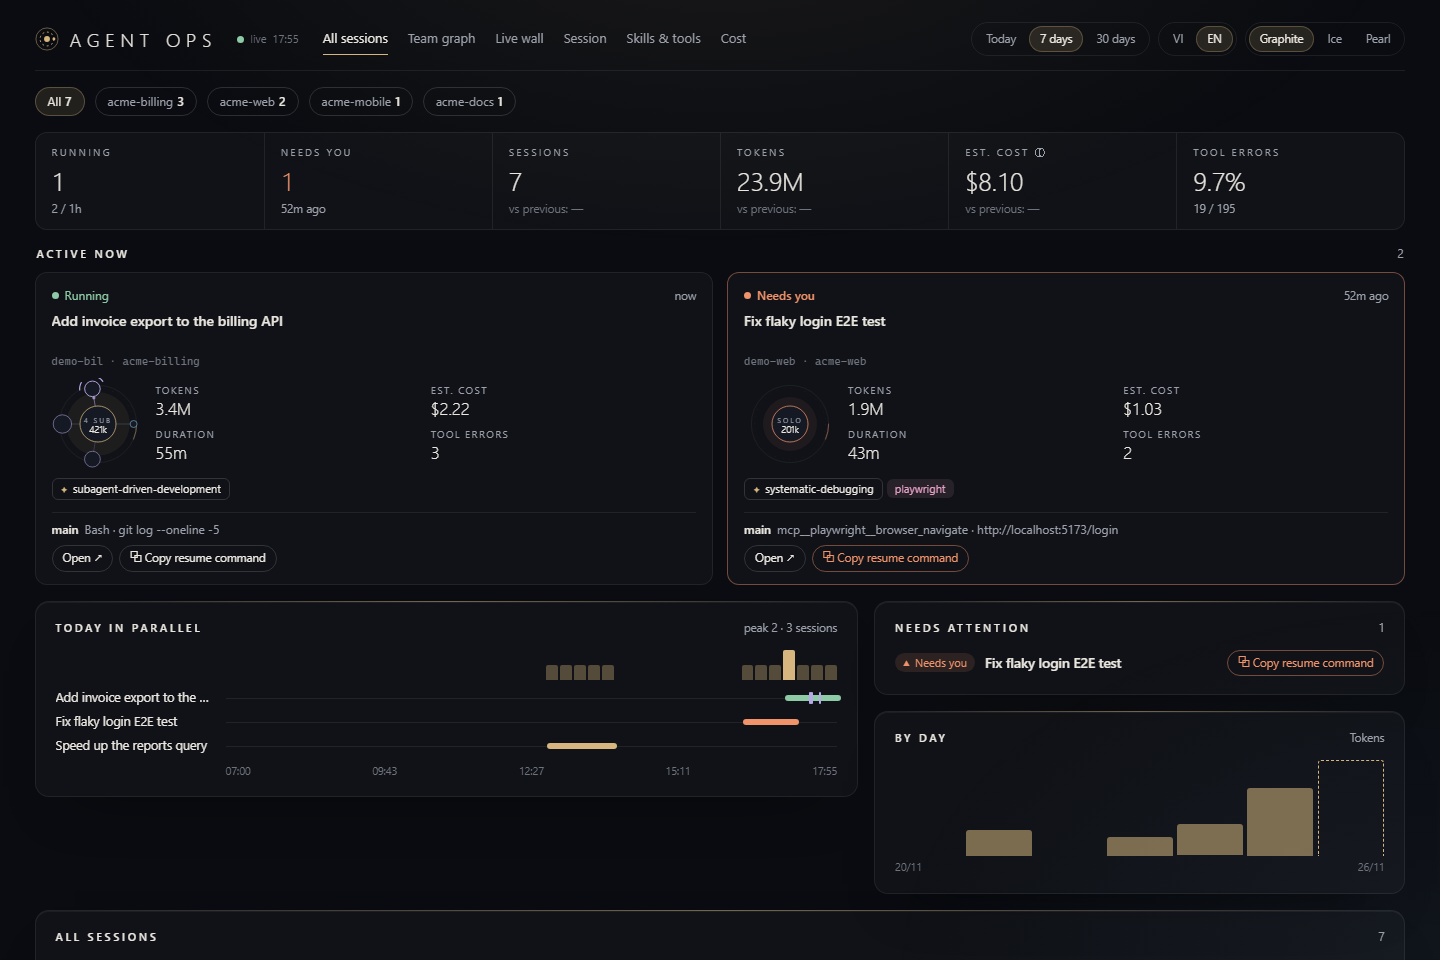 AGENT OPS
live 17:55
All sessions
Team graph
Live wall
Session
Skills & tools
Cost
Today
7 days
30 days
VI
EN
Graphite
Ice
Pearl
All 7
acme-billing 3
acme-web 2
acme-mobile 1
acme-docs 1
RUNNING
1
2 / 1h
NEEDS YOU
1
52m ago
SESSIONS
7
vs previous: —
TOKENS
23.9M
vs previous: —
EST. COST
$8.10
vs previous: —
TOOL ERRORS
9.7%
19 / 195
ACTIVE NOW
2
Running
now
Add invoice export to the billing API
demo-bil · acme-billing
4 SUB
421k
TOKENS
3.4M
EST. COST
$2.22
DURATION
55m
TOOL ERRORS
3
subagent-driven-development
main Bash · git log --oneline -5
Open ↗
Copy resume command
Needs you
52m ago
Fix flaky login E2E test
demo-web · acme-web
SOLO
201k
TOKENS
1.9M
EST. COST
$1.03
DURATION
43m
TOOL ERRORS
2
systematic-debugging
playwright
main mcp__playwright__browser_navigate · http://localhost:5173/login
Open ↗
Copy resume command
TODAY IN PARALLEL
peak 2 · 3 sessions
Add invoice export to the ...
Fix flaky login E2E test
Speed up the reports query
07:00
09:43
12:27
15:11
17:55
NEEDS ATTENTION
1
Needs you
Fix flaky login E2E test
Copy resume command
BY DAY
Tokens
20/11
26/11
ALL SESSIONS
7